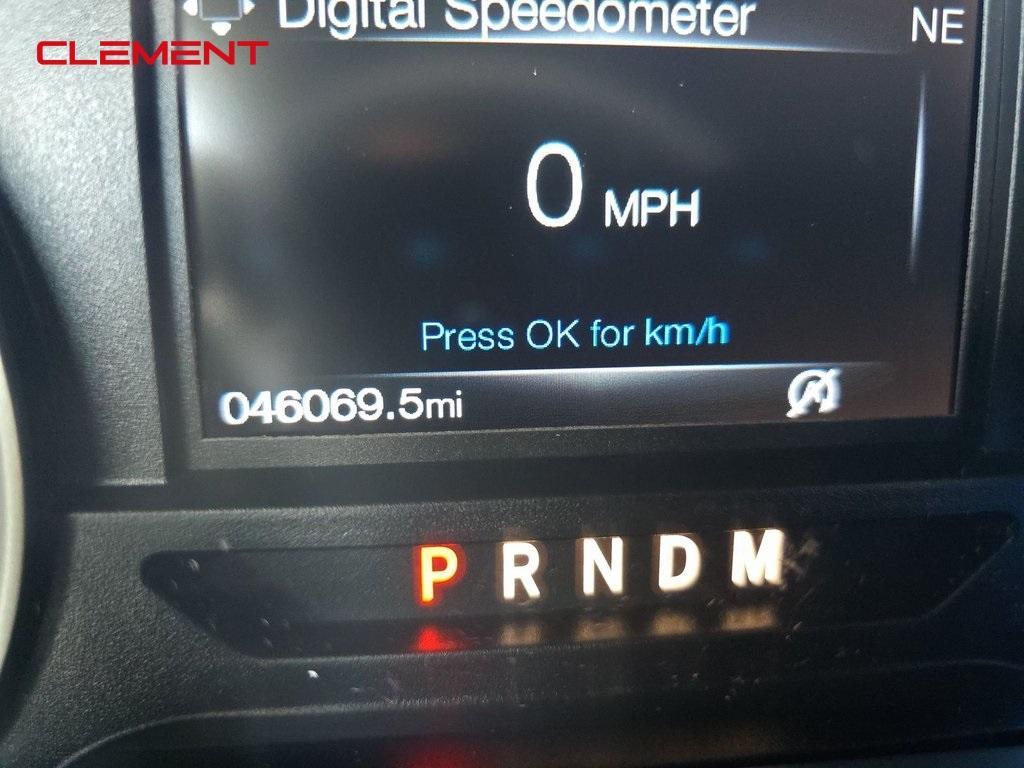 Digital Speedometer
NE
CLEMENT
0 MPH
Press OK for km/h
046069.5mi
P R N D M